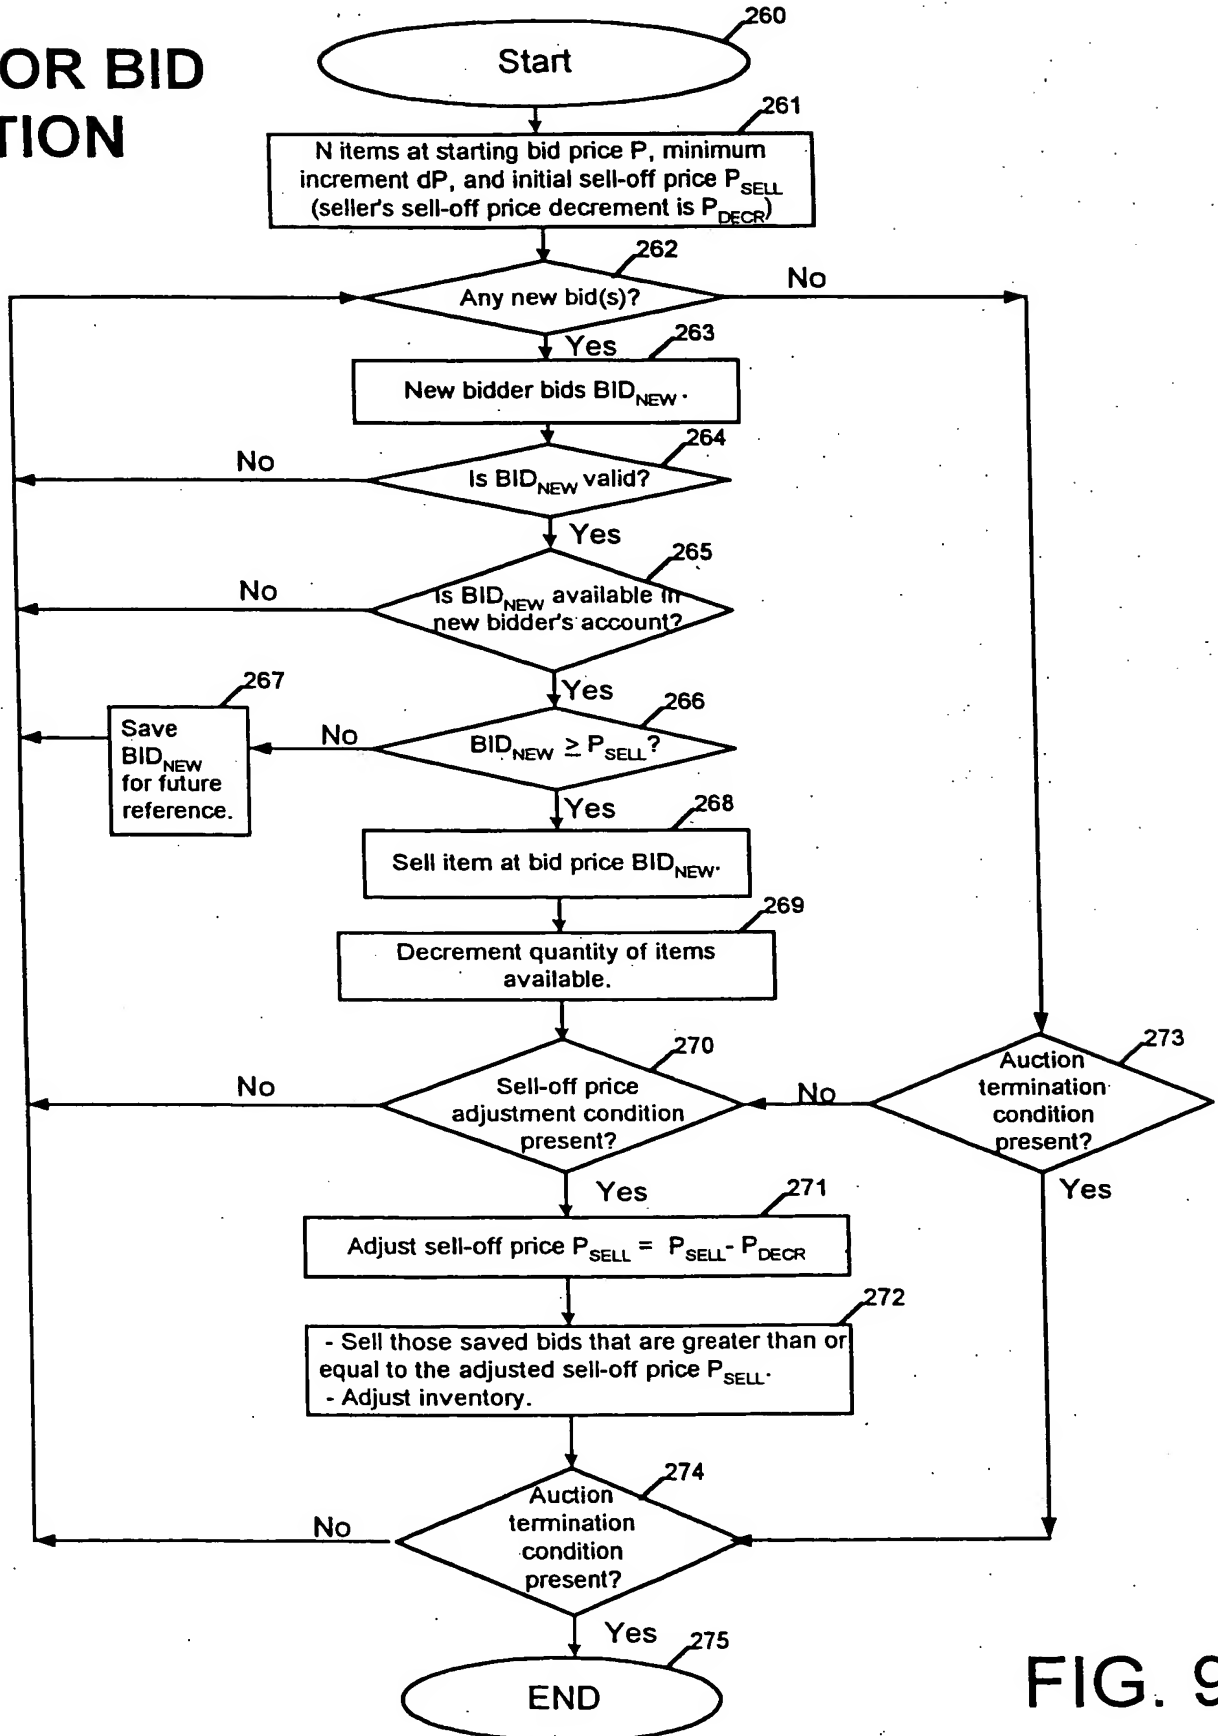 OR BID
TION
260
Start
261
N items at starting bid price P, minimum
increment dP, and initial sell-off price PSELL
(seller's sell-off price decrement is PDECR)
262
Any new bid(s)?
No
Yes
263
New bidder bids BIDNEW.
264
Is BIDNEW valid?
No
Yes
265
Is BIDNEW available in
new bidder's account?
No
Yes
266
BIDNEW ≥ PSELL?
No
267
Save
BIDNEW
for future
reference.
Yes
268
Sell item at bid price BIDNEW.
269
Decrement quantity of items
available.
270
Sell-off price
adjustment condition
present?
No
No
273
Auction
termination
condition
present?
Yes
Yes
271
Adjust sell-off price PSELL = PSELL- PDECR
272
- Sell those saved bids that are greater than or
equal to the adjusted sell-off price PSELL.
- Adjust inventory.
274
Auction
termination
condition
present?
No
Yes
275
END
FIG. 9